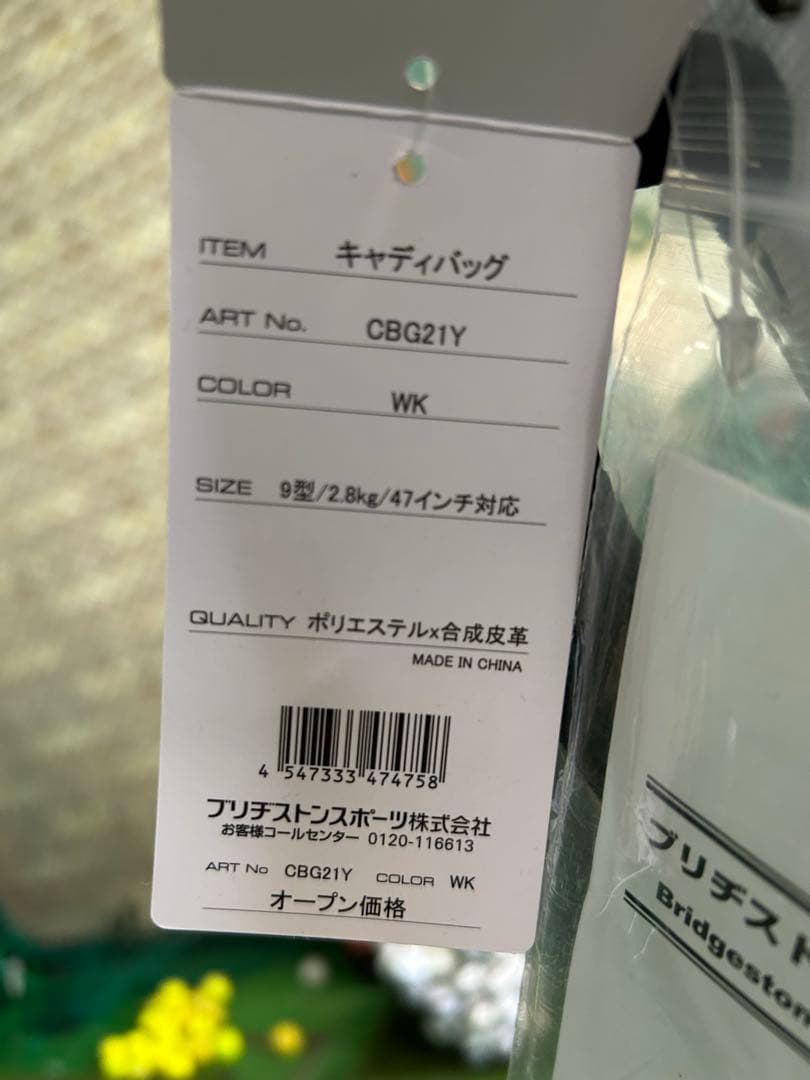 ITEM キャディバッグ
ART No. CBG21Y
COLOR WK
SIZE 9型/2.8kg/47インチ対応
QUALITY ポリエステルx合成皮革
MADE IN CHINA
4 547333 474758
ブリヂストンスポーツ株式会社
お客様コールセンター 0120-116613
ART No CBG21Y COLOR WK
オープン価格
ブリヂスト
Bridgeston